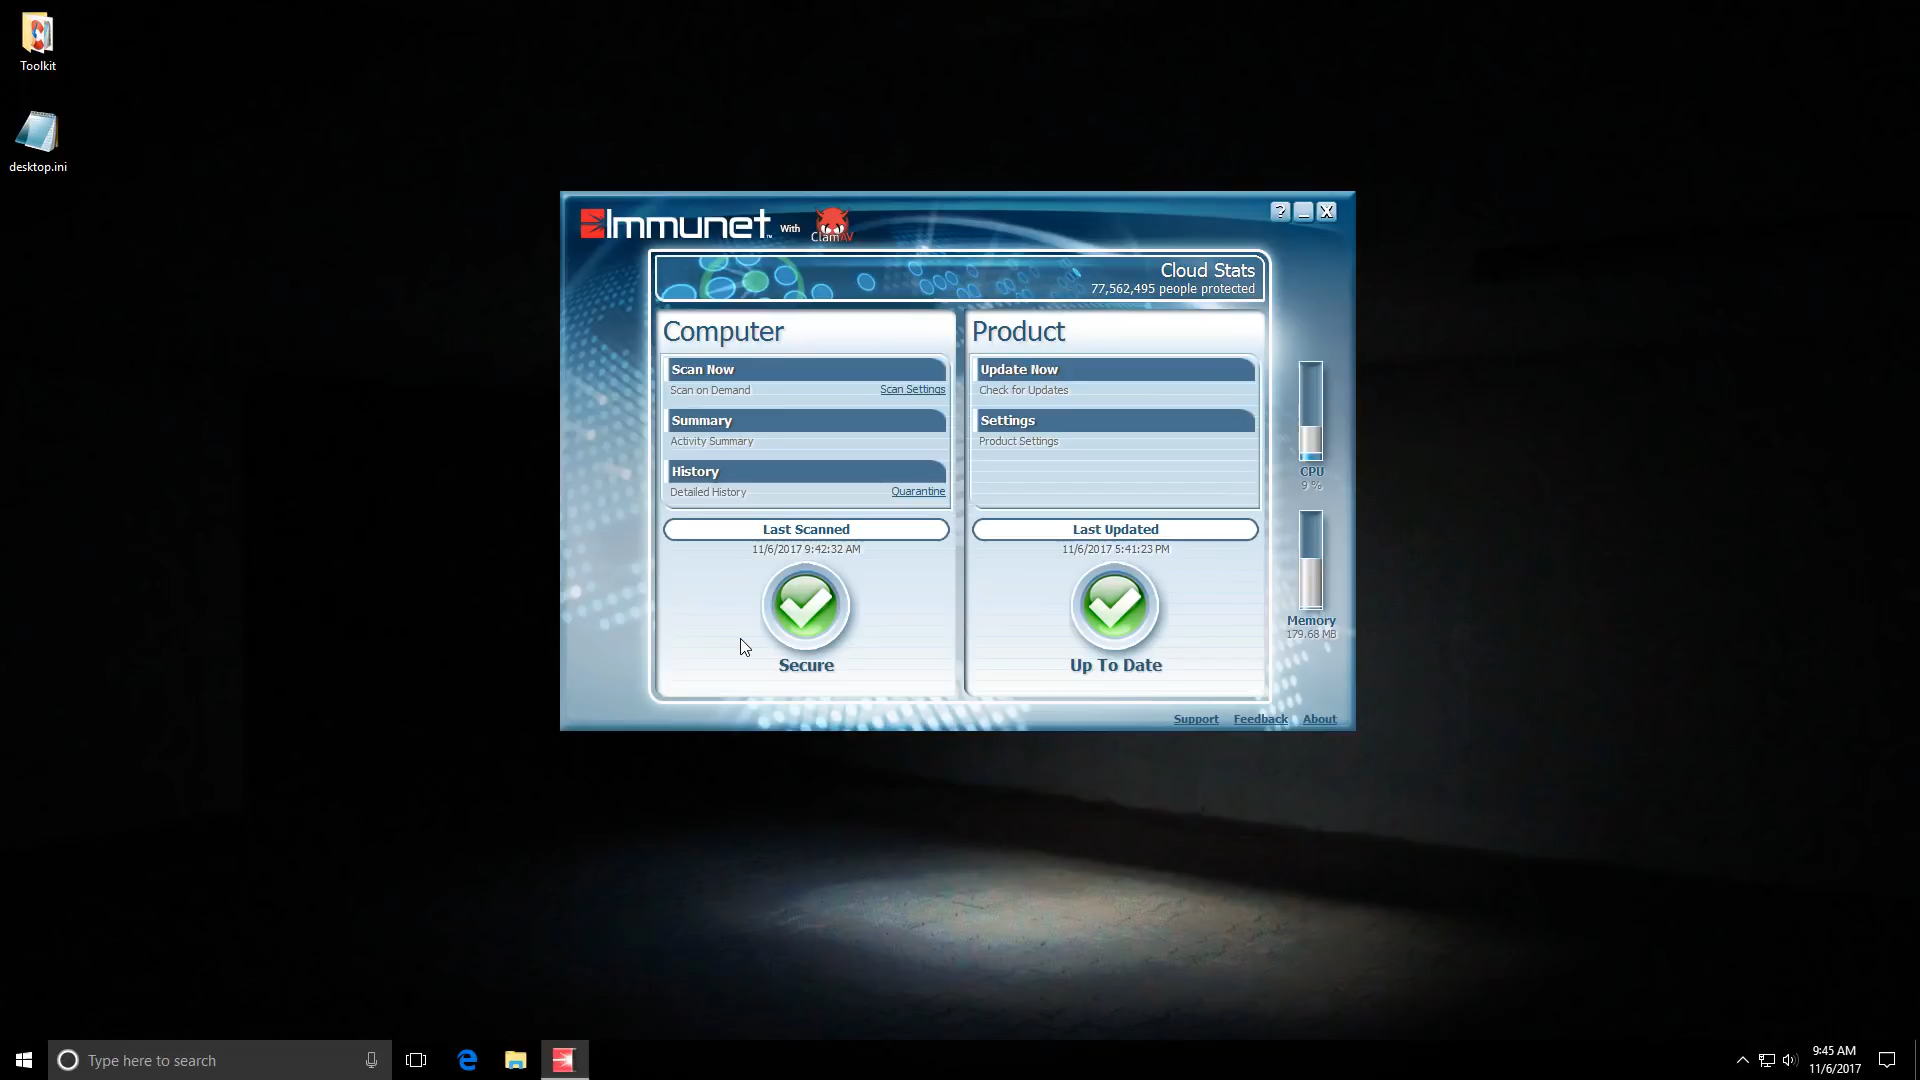 Toolkit
desktop.ini
Immunet™ With ClamAV
? _ X
Cloud Stats
77,562,495 people protected
Computer
Scan Now
Scan on Demand Scan Settings
Summary
Activity Summary
History
Detailed History Quarantine
Last Scanned
11/6/2017 9:42:32 AM
Secure
Product
Update Now
Check for Updates
Settings
Product Settings
Last Updated
11/6/2017 5:41:23 PM
Up To Date
CPU
9 %
Memory
179.68 MB
Support Feedback About
Type here to search
9:45 AM
11/6/2017